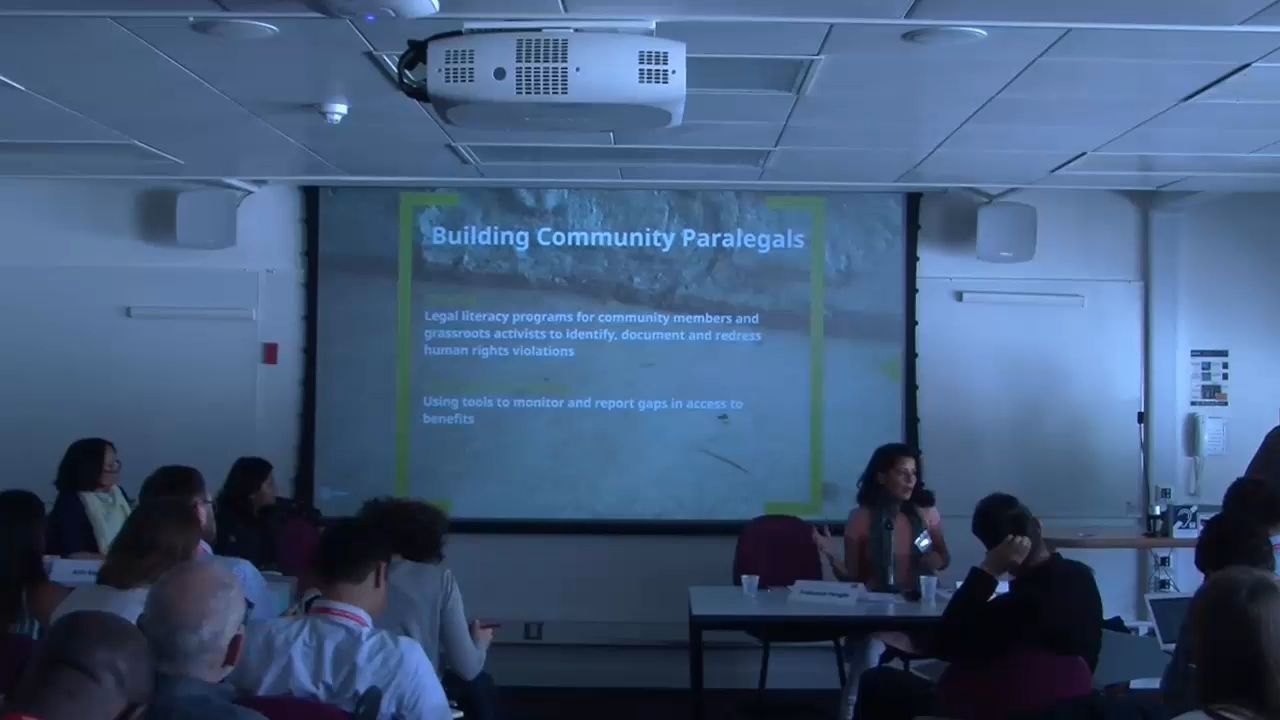 Building Community Paralegals
Legal literacy programs for community members and
grassroots activists to identify, document and redress
human rights violations
Using tools to monitor and report gaps in access to
benefits